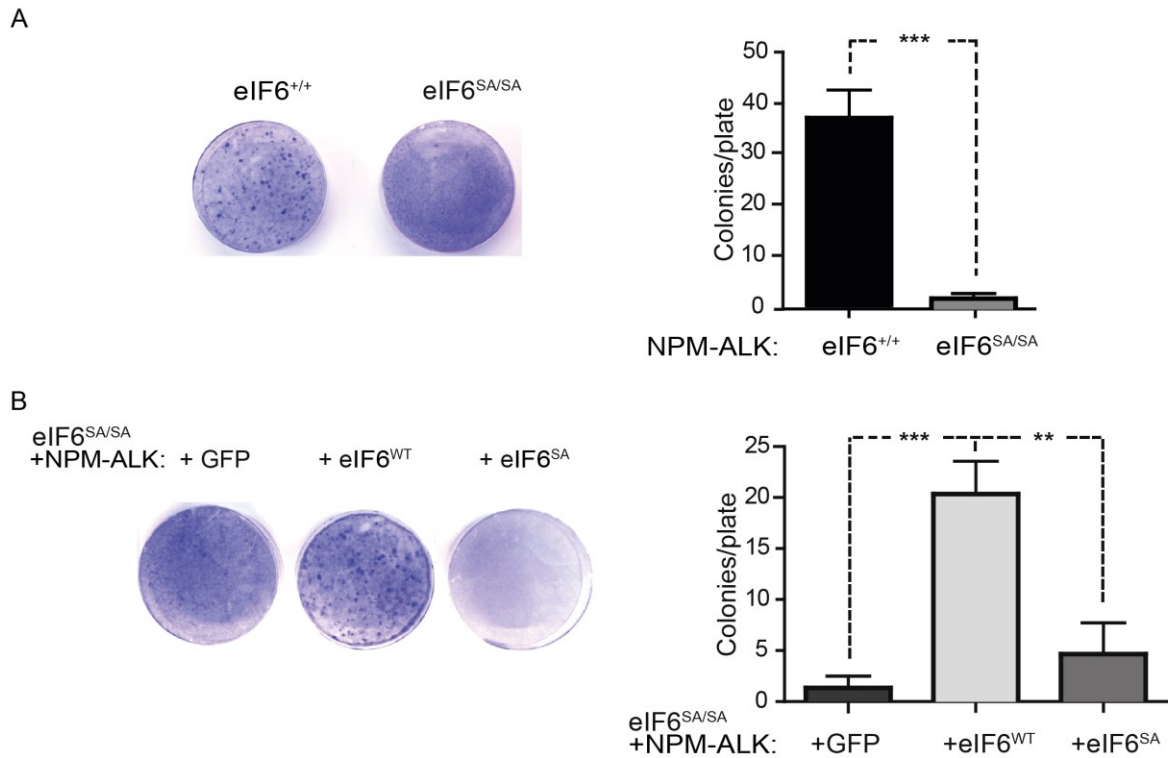 A
eIF6+/+ eIF6SA/SA
***
Colonies/plate
50
40
30
20
10
0
NPM-ALK: eIF6+/+ eIF6SA/SA
B
eIF6SA/SA
+NPM-ALK: + GFP + eIF6WT + eIF6SA
*** **
Colonies/plate
25
20
15
10
5
0
eIF6SA/SA
+NPM-ALK: +GFP +eIF6WT +eIF6SA